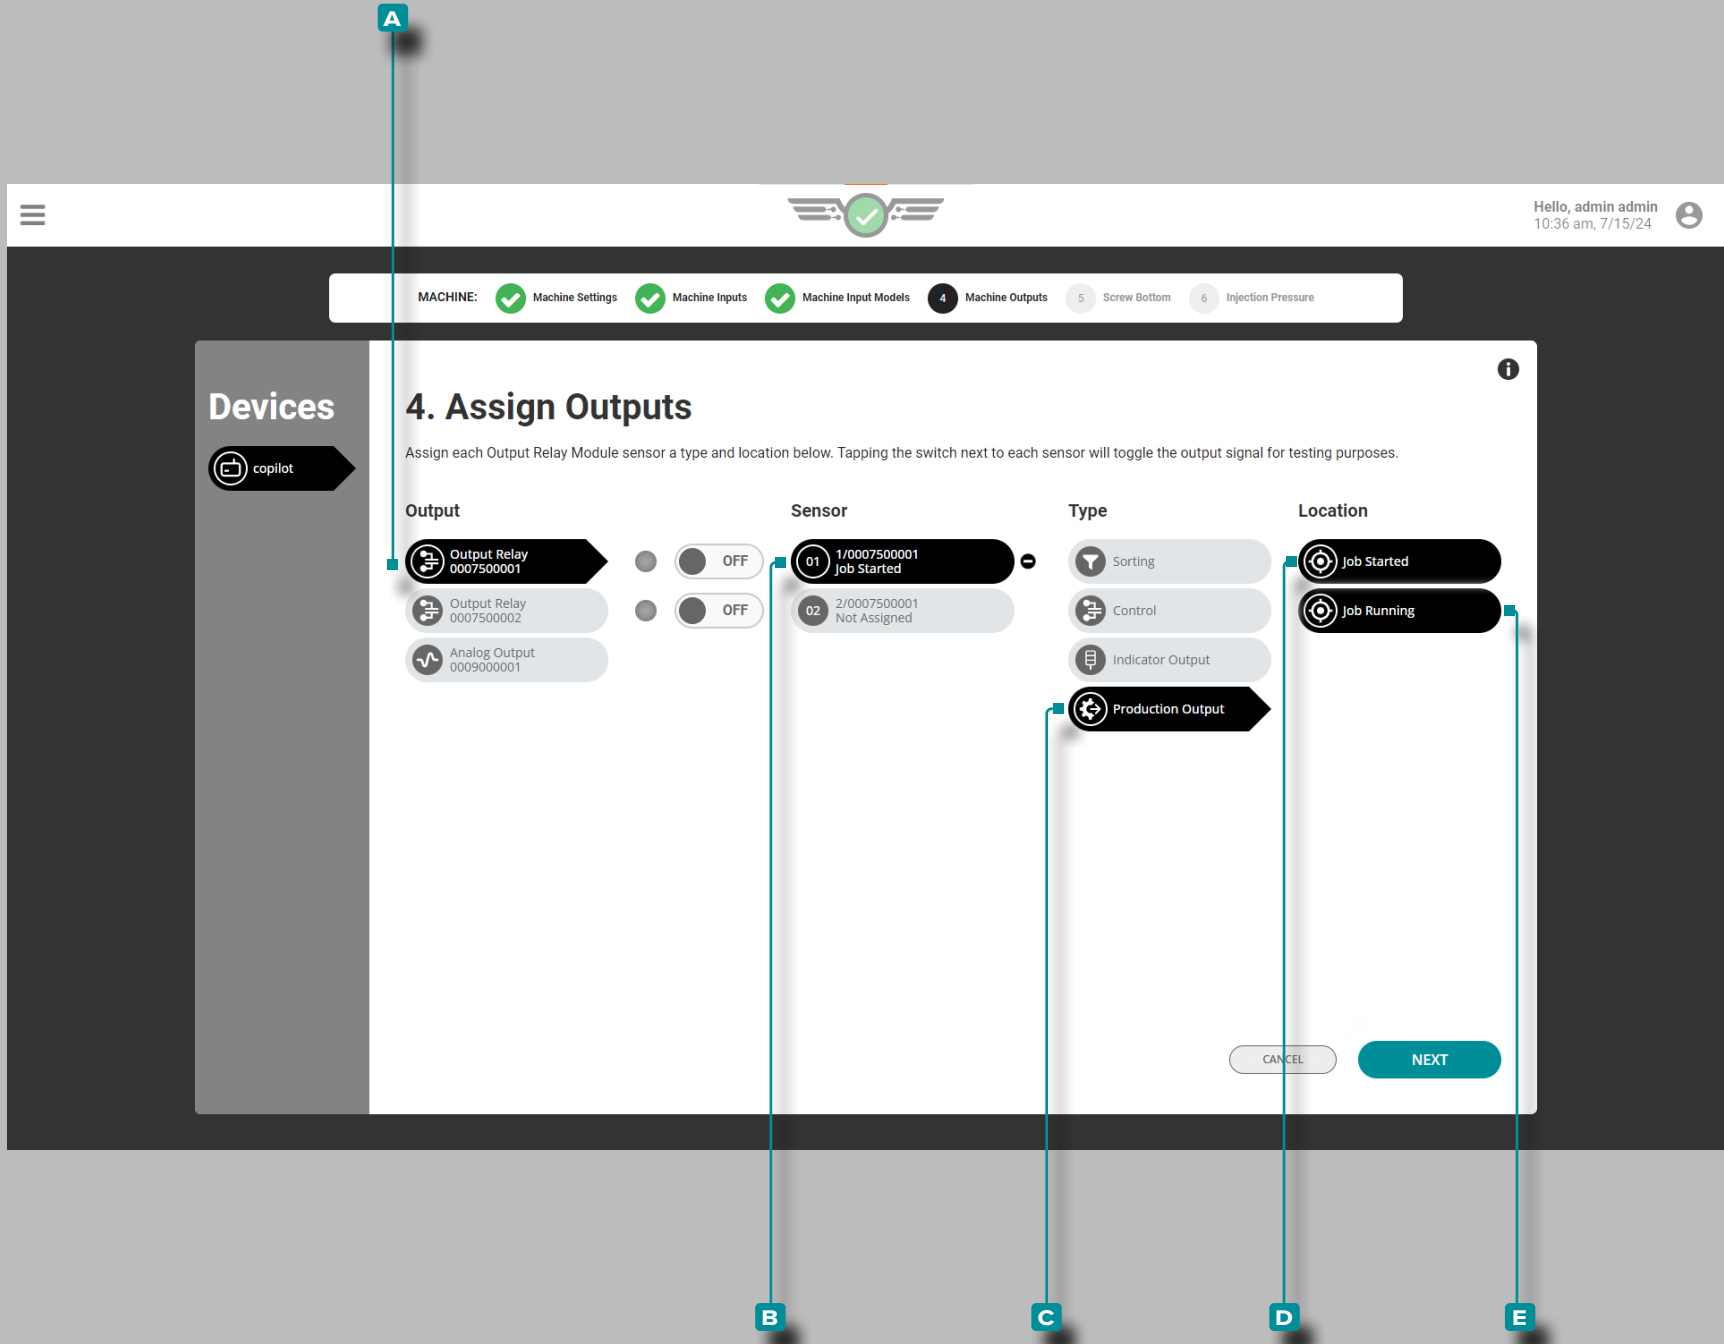 A
Hello, admin admin
10:36 am, 7/15/24
MACHINE: Machine Settings Machine Inputs Machine Input Models 4 Machine Outputs 5 Screw Bottom 6 Injection Pressure
Devices
copilot
4. Assign Outputs
Assign each Output Relay Module sensor a type and location below. Tapping the switch next to each sensor will toggle the output signal for testing purposes.
Output
Output Relay
0007500001
Output Relay
0007500002
Analog Output
0009000001
OFF
OFF
Sensor
01 1/0007500001
Job Started
02 2/0007500001
Not Assigned
Type
Sorting
Control
Indicator Output
Production Output
Location
Job Started
Job Running
CANCEL
NEXT
B
C
D
E